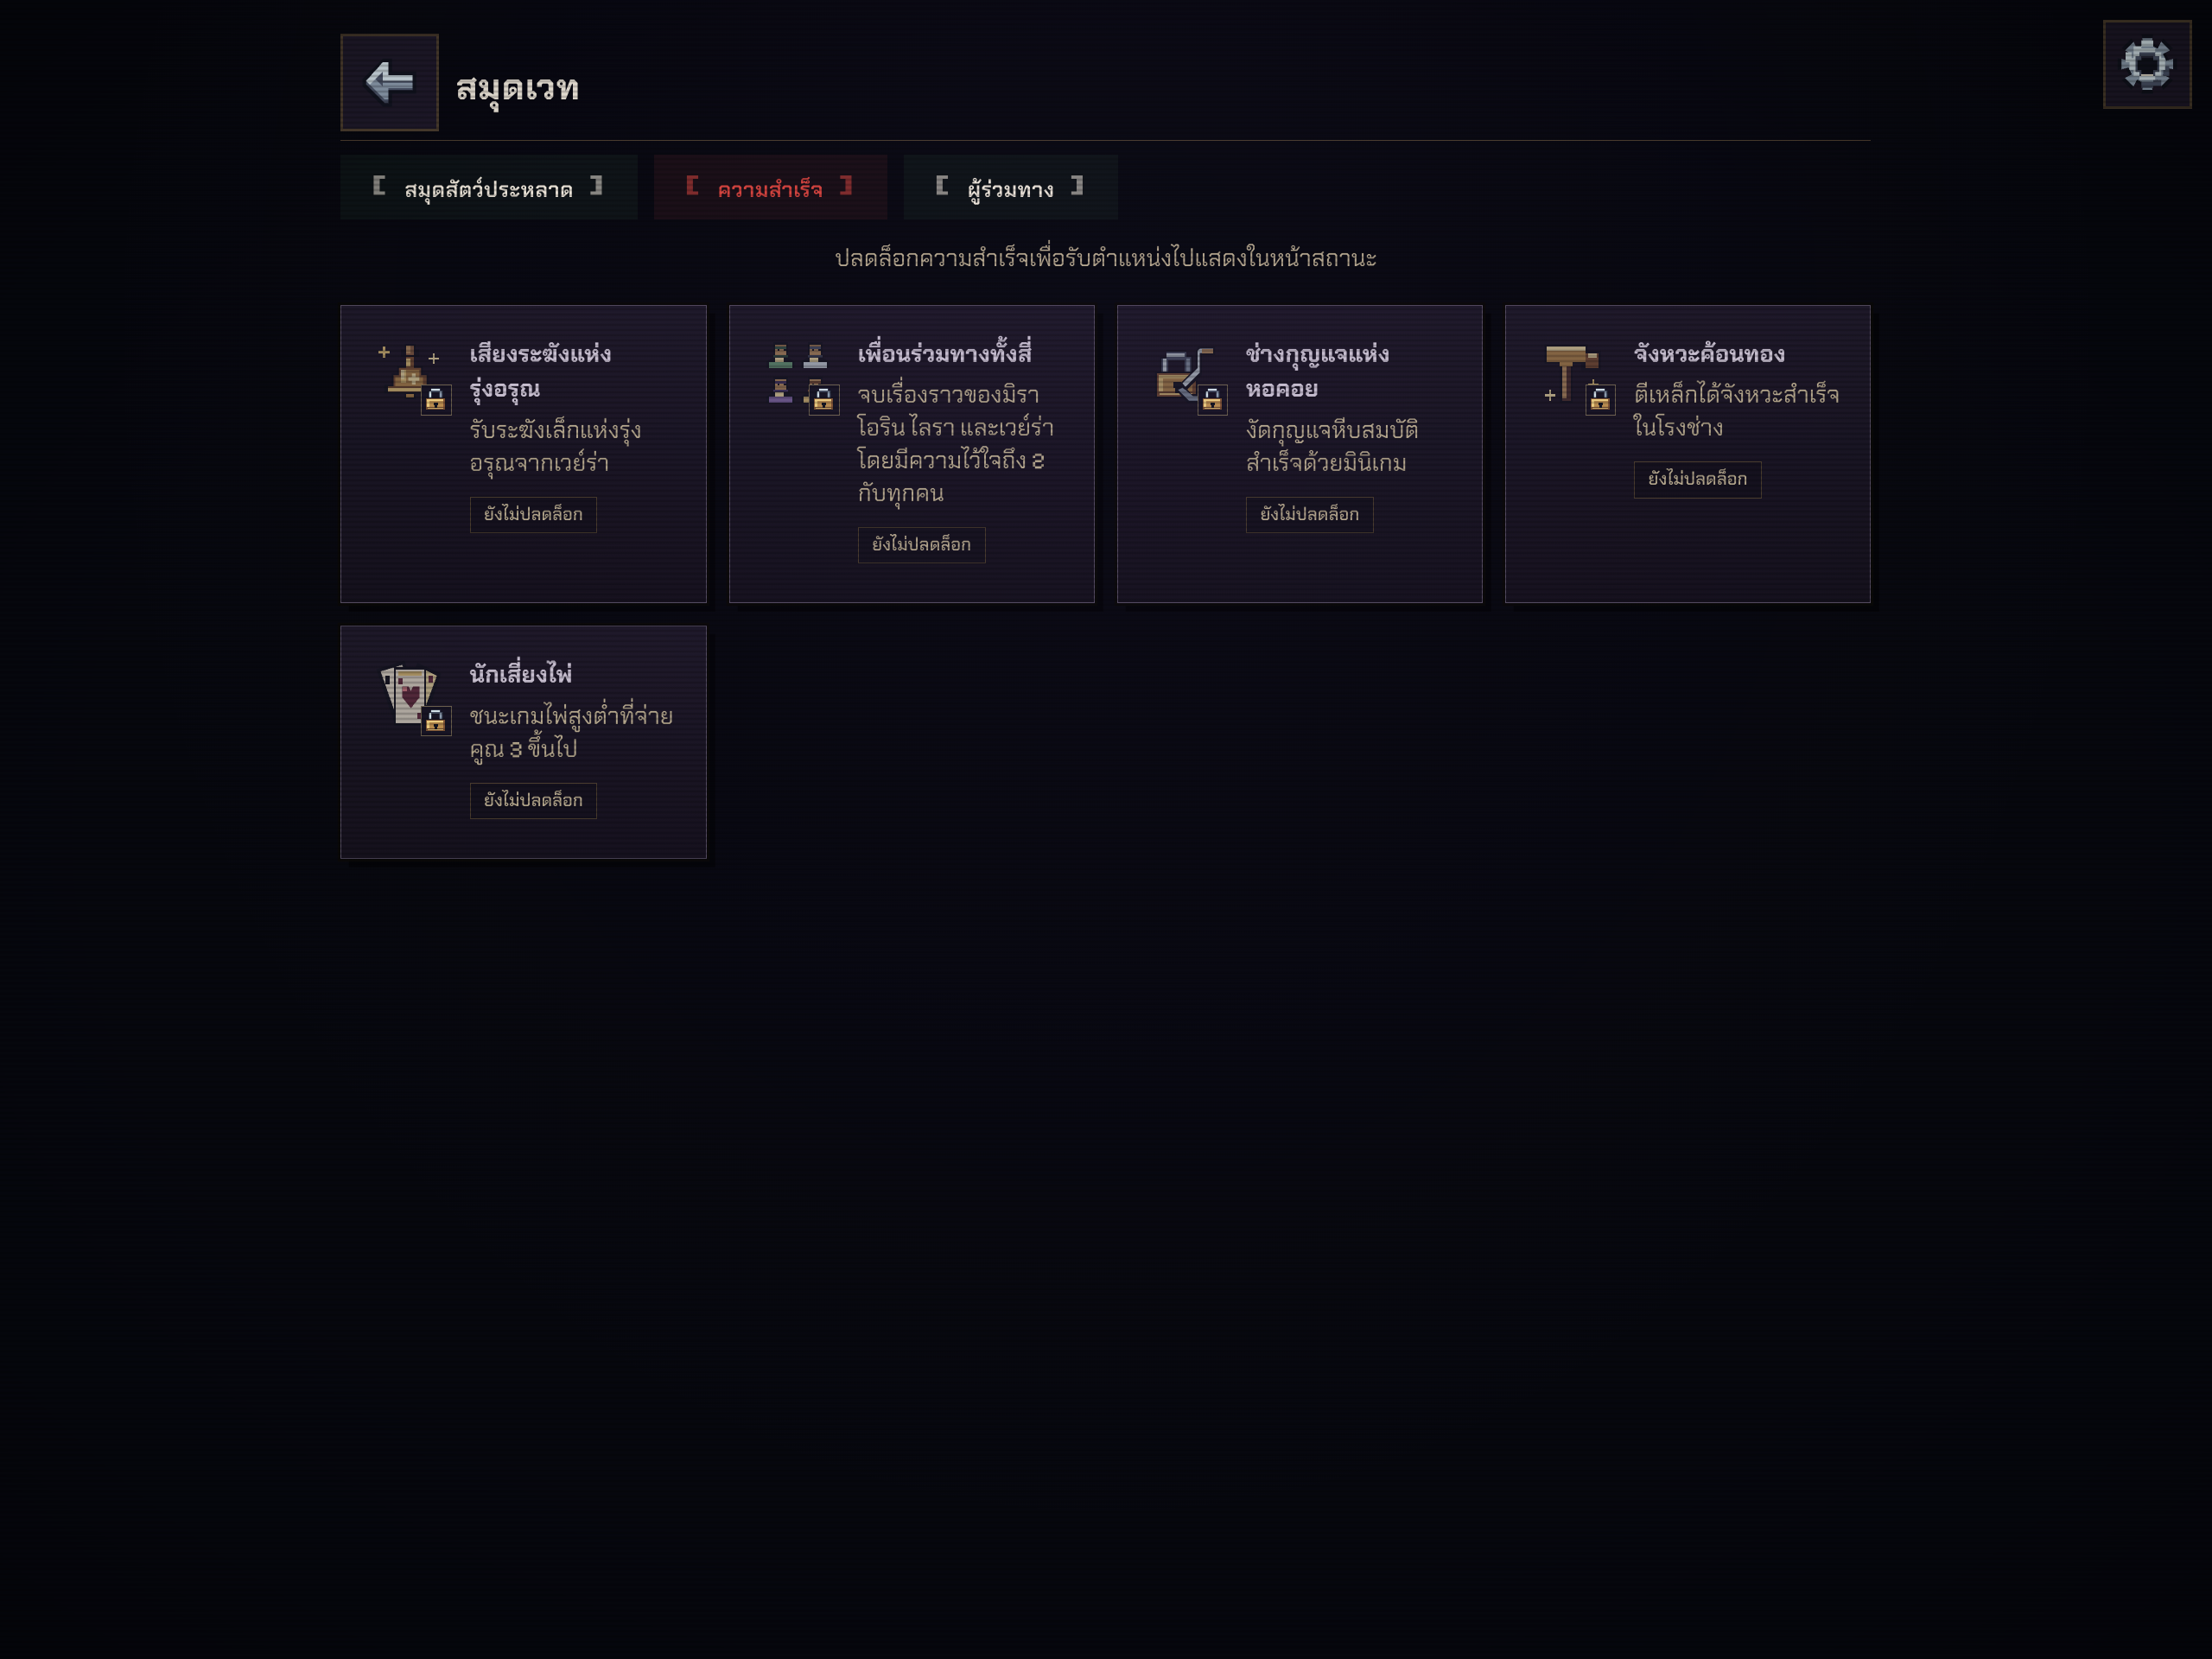 สมุดเวท
[ สมุดสัตว์ประหลาด ] [ ความสำเร็จ ] [ ผู้ร่วมทาง ]
ปลดล็อกความสำเร็จเพื่อรับตำแหน่งไปแสดงในหน้าสถานะ
เสียงระฆังแห่ง
รุ่งอรุณ
รับระฆังเล็กแห่งรุ่ง
อรุณจากเวย์ร่า
ยังไม่ปลดล็อก
เพื่อนร่วมทางทั้งสี่
จบเรื่องราวของมิรา
โอริน ไลรา และเวย์ร่า
โดยมีความไว้ใจถึง 2
กับทุกคน
ยังไม่ปลดล็อก
ช่างกุญแจแห่ง
หอคอย
งัดกุญแจหีบสมบัติ
สำเร็จด้วยมินิเกม
ยังไม่ปลดล็อก
จังหวะค้อนทอง
ตีเหล็กได้จังหวะสำเร็จ
ในโรงช่าง
ยังไม่ปลดล็อก
นักเสี่ยงไพ่
ชนะเกมไพ่สูงต่ำที่จ่าย
คูณ 3 ขึ้นไป
ยังไม่ปลดล็อก